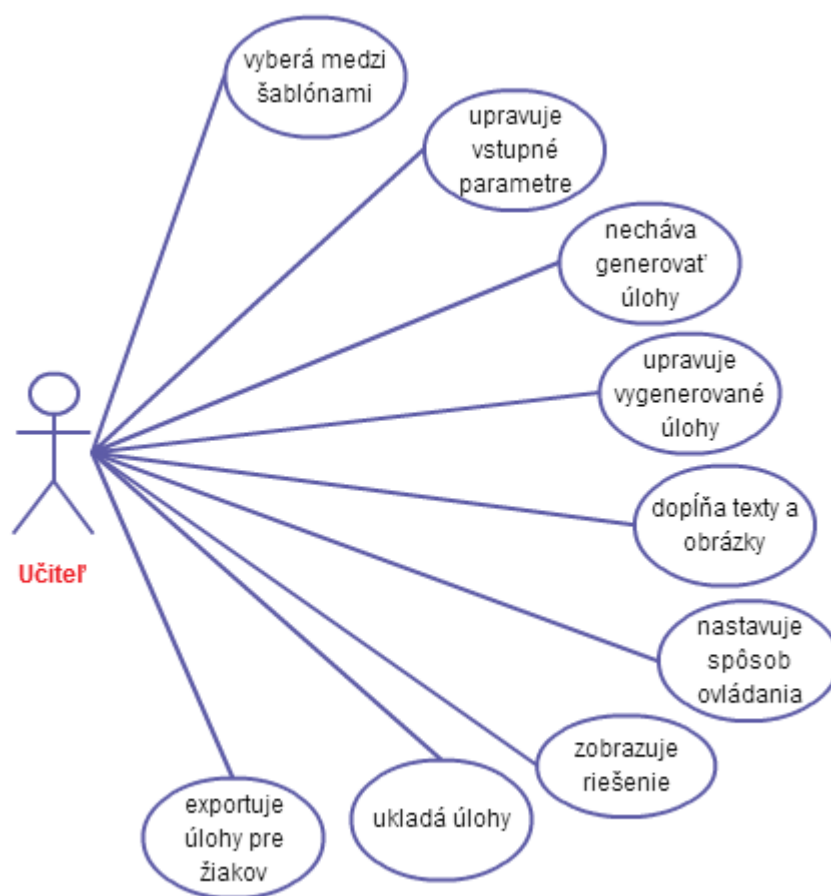 vyberá medzi
šablónami
upravuje
vstupné
parametre
necháva
generovať
úlohy
upravuje
vygenerované
úlohy
dopĺňa texty a
obrázky
nastavuje
spôsob
ovládania
zobrazuje
riešenie
ukladá úlohy
exportuje
úlohy pre
žiakov
Učiteľ